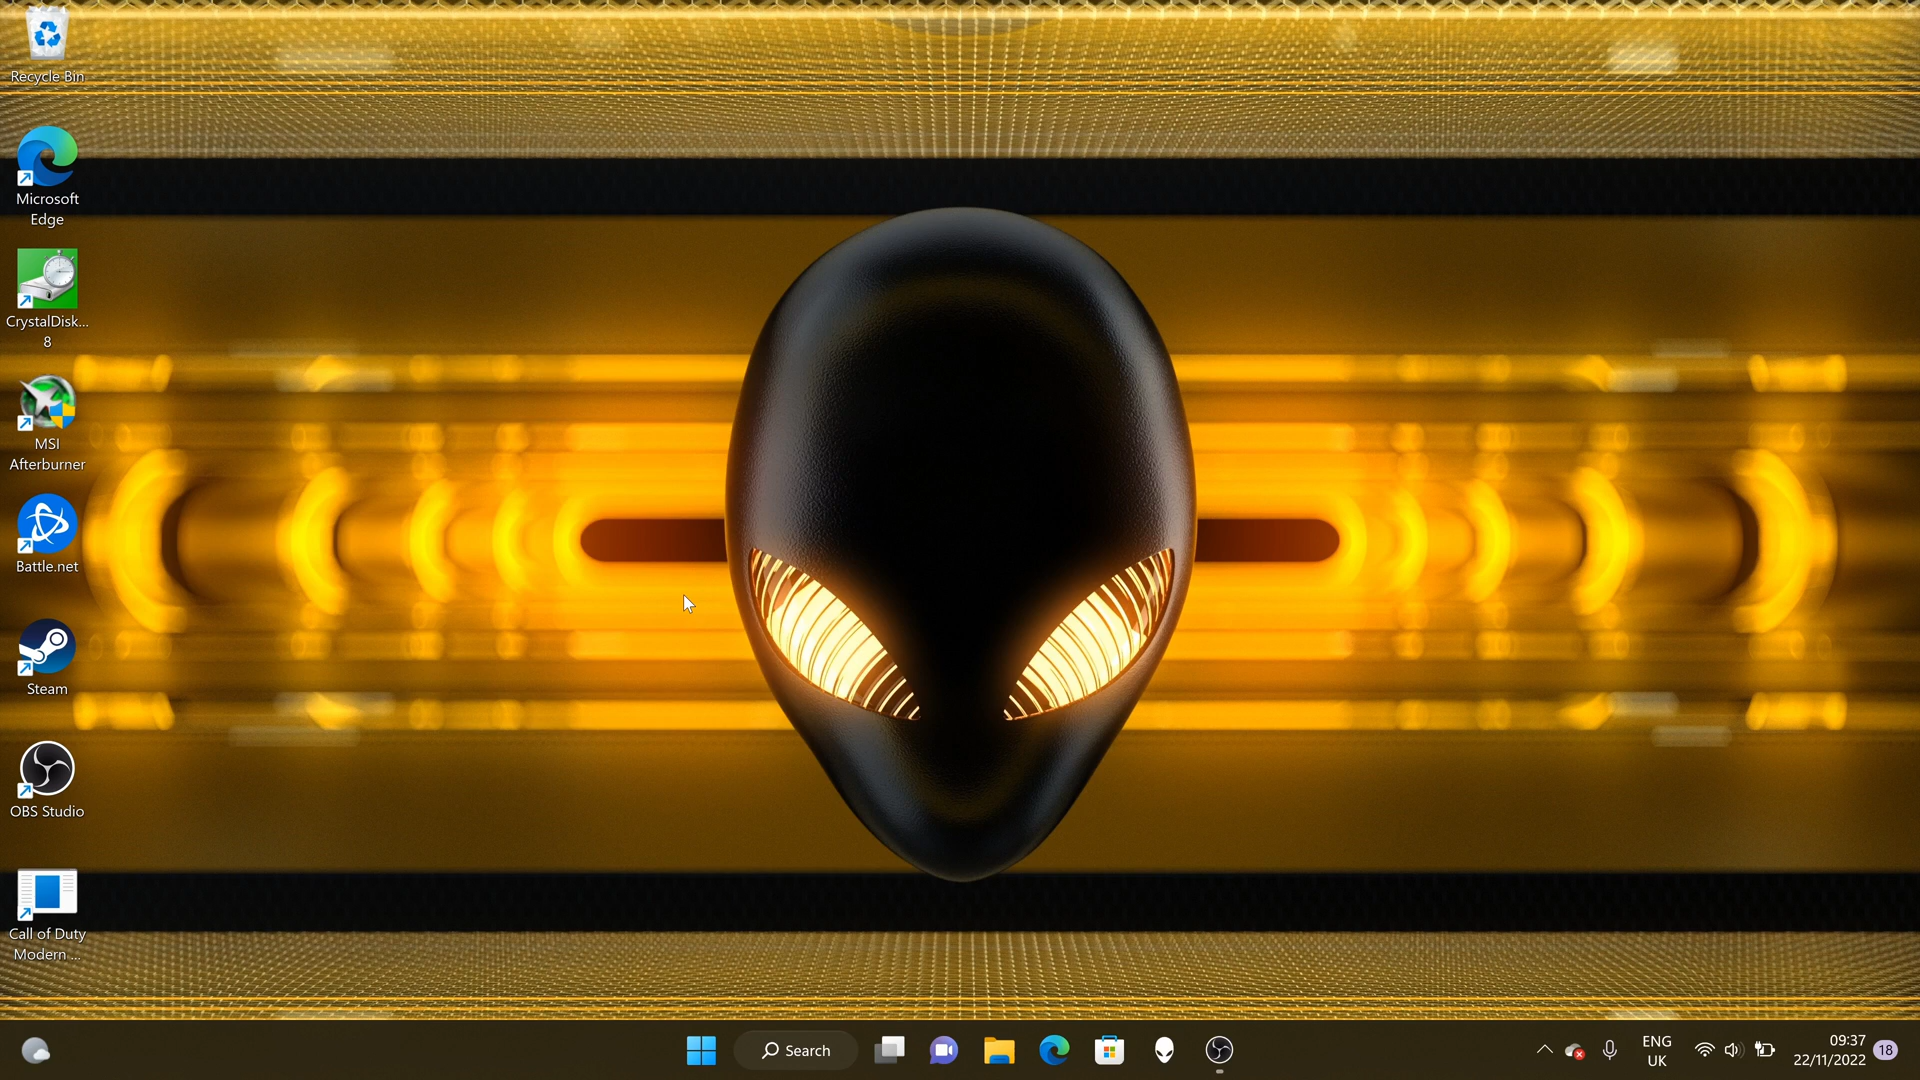 Recycle Bin
Microsoft
Edge
CrystalDisk...
8
MSI
Afterburner
Battle.net
Steam
OBS Studio
Call of Duty
Modern ...
Search
ENG
UK
09:37
22/11/2022
18